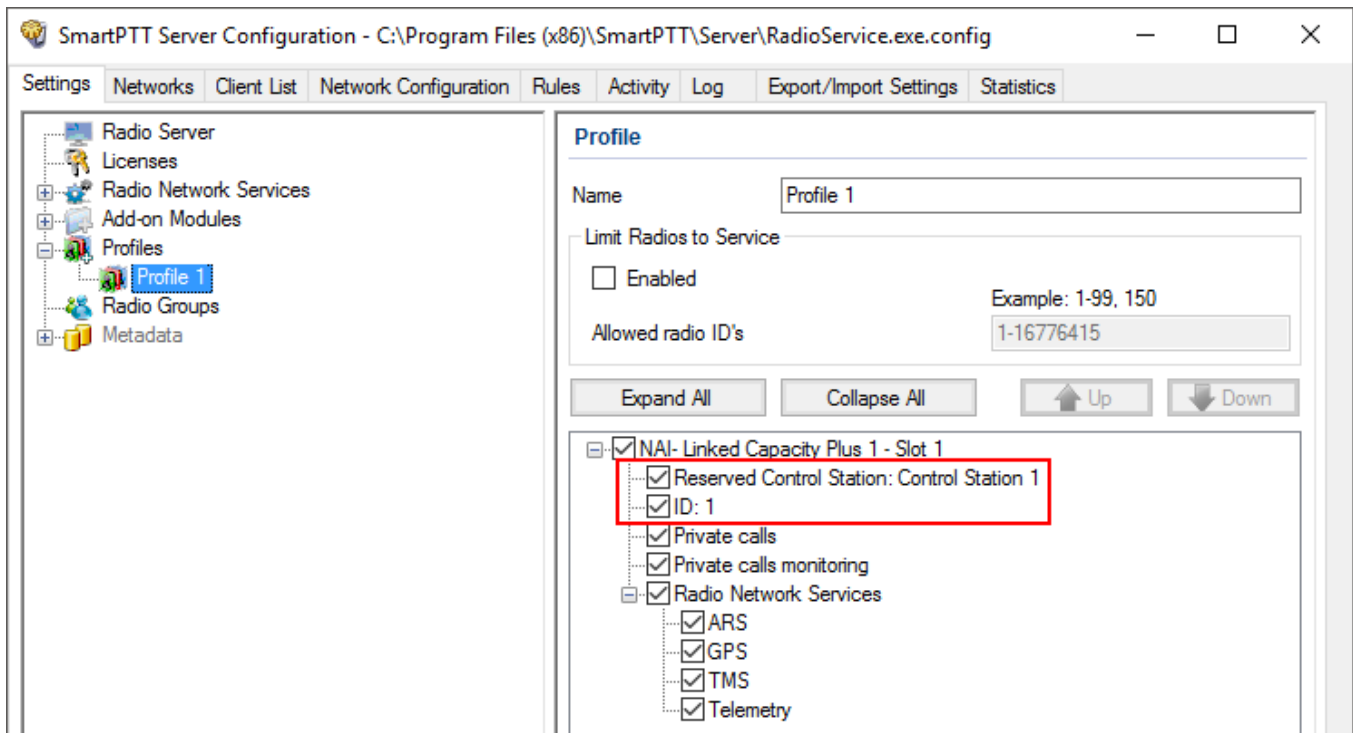 SmartPTT Server Configuration - C:\Program Files (x86)\SmartPTT\Server\RadioService.exe.config
Settings Networks Client List Network Configuration Rules Activity Log Export/Import Settings Statistics
Radio Server
Licenses
Radio Network Services
Add-on Modules
Profiles
Profile 1
Radio Groups
Metadata
Profile
Name Profile 1
Limit Radios to Service
Enabled
Example: 1-99, 150
Allowed radio ID's 1-16776415
Expand All Collapse All Up Down
NAI- Linked Capacity Plus 1 - Slot 1
Reserved Control Station: Control Station 1
ID: 1
Private calls
Private calls monitoring
Radio Network Services
ARS
GPS
TMS
Telemetry